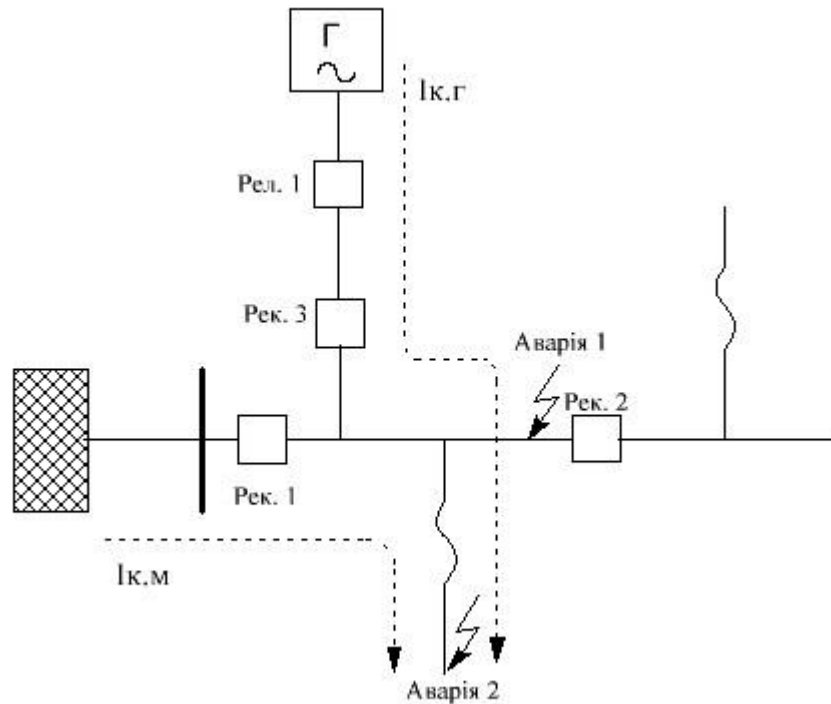 Г
Iк.г
Рел. 1
Рек. 3
Аварія 1
Рек. 2
Рек. 1
Iк.м
Аварія 2